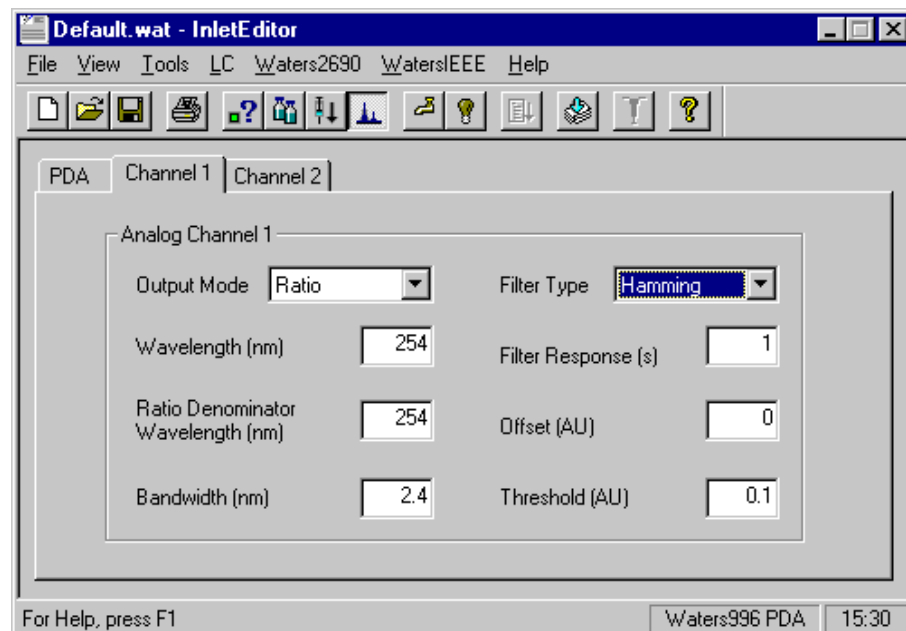 Default.wat - InletEditor
File View Tools LC Waters2690 WatersIEEE Help
PDA Channel 1 Channel 2
Analog Channel 1
Output Mode Ratio Filter Type Hamming
Wavelength (nm) 254 Filter Response (s) 1
Ratio Denominator
Wavelength (nm) 254 Offset (AU) 0
Bandwidth (nm) 2.4 Threshold (AU) 0.1
For Help, press F1 Waters996 PDA 15:30